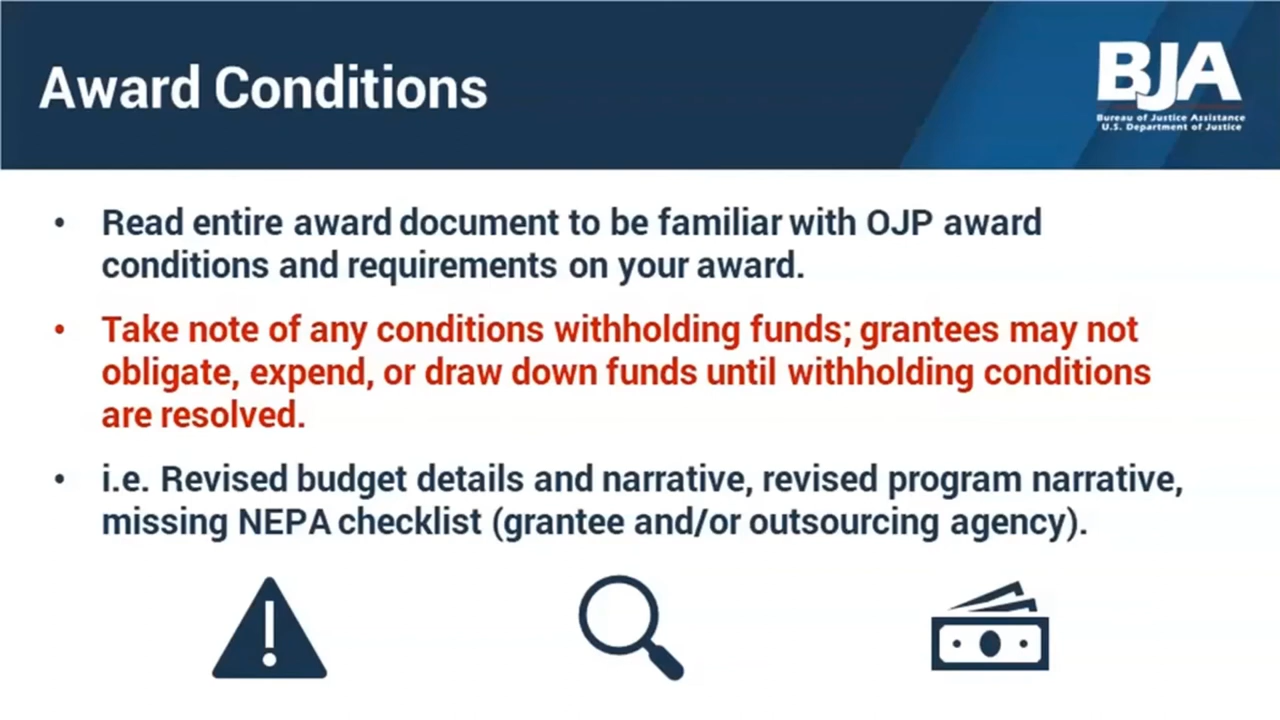 Award Conditions
BJA
Bureau of Justice Assistance
U.S. Department of Justice
• Read entire award document to be familiar with OJP award
conditions and requirements on your award.
• Take note of any conditions withholding funds; grantees may not
obligate, expend, or draw down funds until withholding conditions
are resolved.
• i.e. Revised budget details and narrative, revised program narrative,
missing NEPA checklist (grantee and/or outsourcing agency).